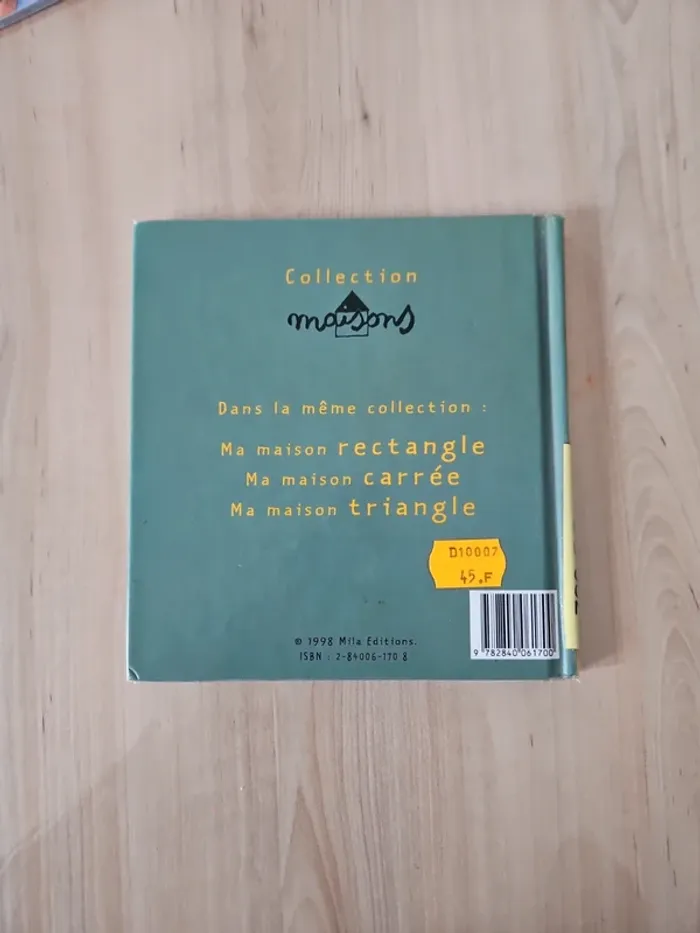 Collection
maisons
Dans la même collection :
Ma maison rectangle
Ma maison carrée
Ma maison triangle
D10007
45.F
© 1998 Mila Editions.
ISBN : 2-84006-170 8
9 782840 061700